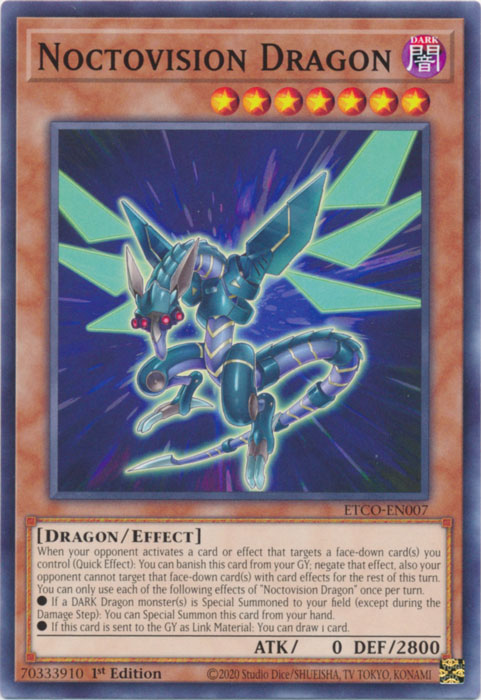 NOCTOVISION DRAGON
DARK
闇
ETCO-EN007
[DRAGON/EFFECT]
When your opponent activates a card or effect that targets a face-down card(s) you
control (Quick Effect): You can banish this card from your GY; negate that effect, also your
opponent cannot target that face-down card(s) with card effects for the rest of this turn.
You can only use each of the following effects of "Noctovision Dragon" once per turn.
● If a DARK Dragon monster(s) is Special Summoned to your field (except during the
Damage Step): You can Special Summon this card from your hand.
● If this card is sent to the GY as Link Material: You can draw 1 card.
ATK/ 0 DEF/2800
70333910 1st Edition ©2020 Studio Dice/SHUEISHA, TV TOKYO, KONAMI